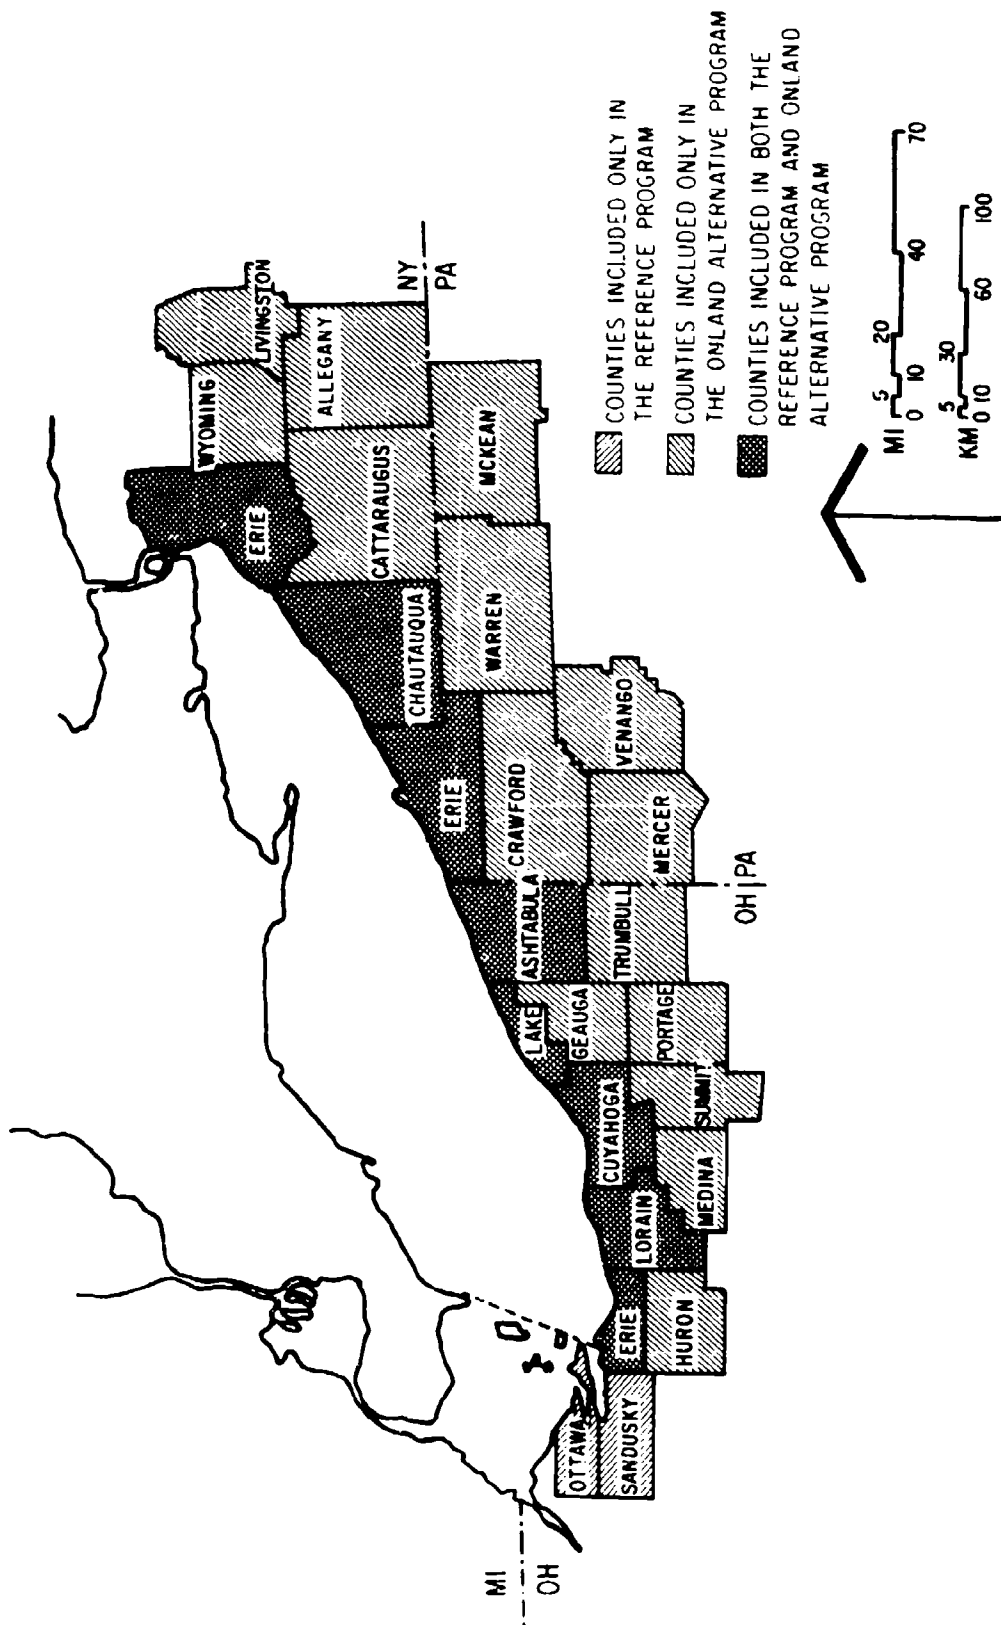 MI
OH
OTTAWA
SANDUSKY
ERIE
HURON
LORAIN
MEDINA
CUYAHOGA
SUMMIT
LAKE
GEAUGA
PORTAGE
ASHTABULA
TRUMBULL
OH
PA
ERIE
CRAWFORD
MERCER
VENANGO
CHAUTAUQUA
WARREN
ERIE
CATTARAUGUS
MCKEAN
WYOMING
LIVINGSTON
ALLEGANY
NY
PA
COUNTIES INCLUDED ONLY IN
THE REFERENCE PROGRAM
COUNTIES INCLUDED ONLY IN
THE ONLAND ALTERNATIVE PROGRAM
COUNTIES INCLUDED IN BOTH THE
REFERENCE PROGRAM AND ONLAND
ALTERNATIVE PROGRAM
MI
0 5 10 20 40 70
KM
0 5 10 30 60 100